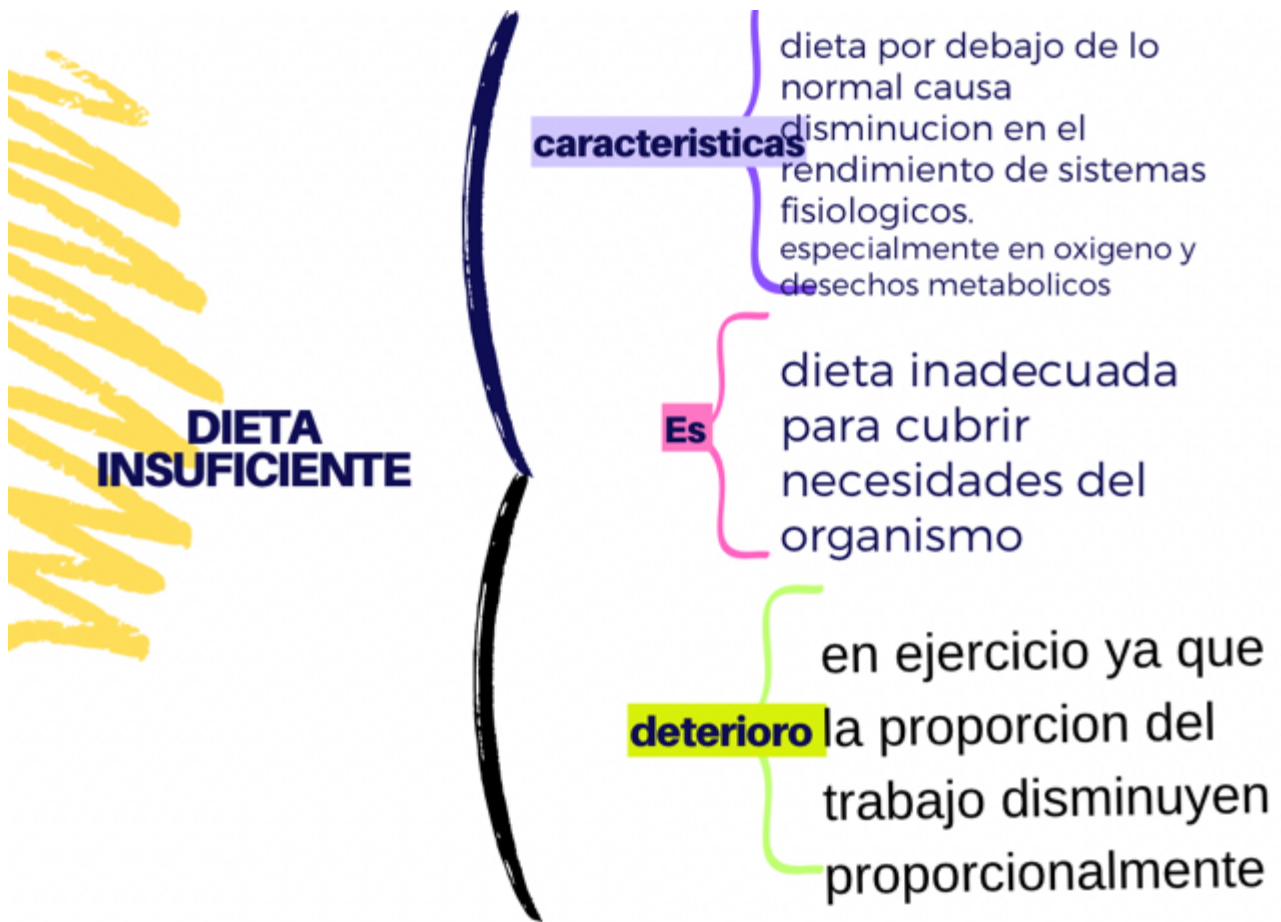 DIETA
INSUFICIENTE
caracteristicas
dieta por debajo de lo
normal causa
disminucion en el
rendimiento de sistemas
fisiologicos.
especialmente en oxigeno y
desechos metabolicos
Es
dieta inadecuada
para cubrir
necesidades del
organismo
deterioro
en ejercicio ya que
la proporcion del
trabajo disminuyen
proporcionalmente